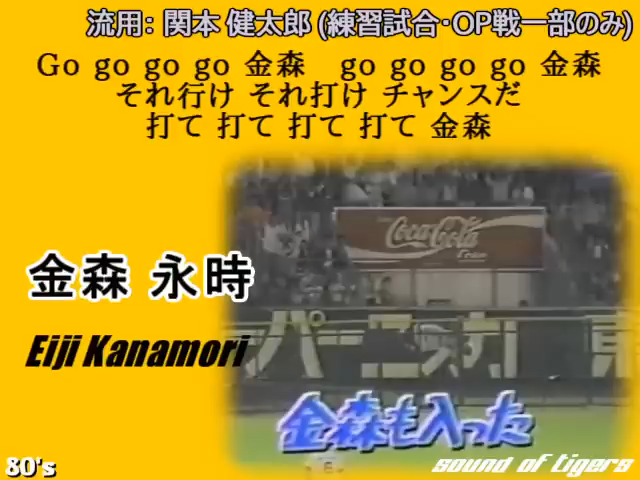 流用: 関本 健太郎 (練習試合・OP戦一部のみ)
Go go go go 金森　go go go go 金森
それ行け それ打け チャンスだ
打て 打て 打て 打て 金森
Coca-Cola
金森 永時
Eiji Kanamori
金森も入った
80's
sound of tigers